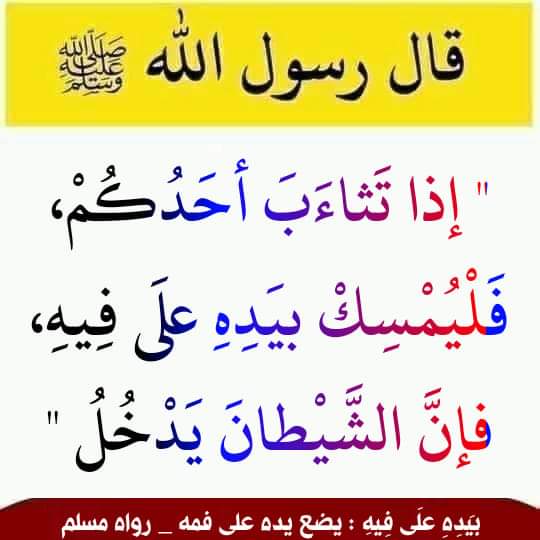 قال رسول الله ﷺ
" إذا تَثاءَبَ أحَدُكُمْ،
فَلْيُمْسِكْ بيَدِهِ علَى فِيهِ،
فإنَّ الشَّيْطانَ يَدْخُلُ "
بيَدِهِ علَى فِيهِ : يضع يده على فمه _ رواه مسلم